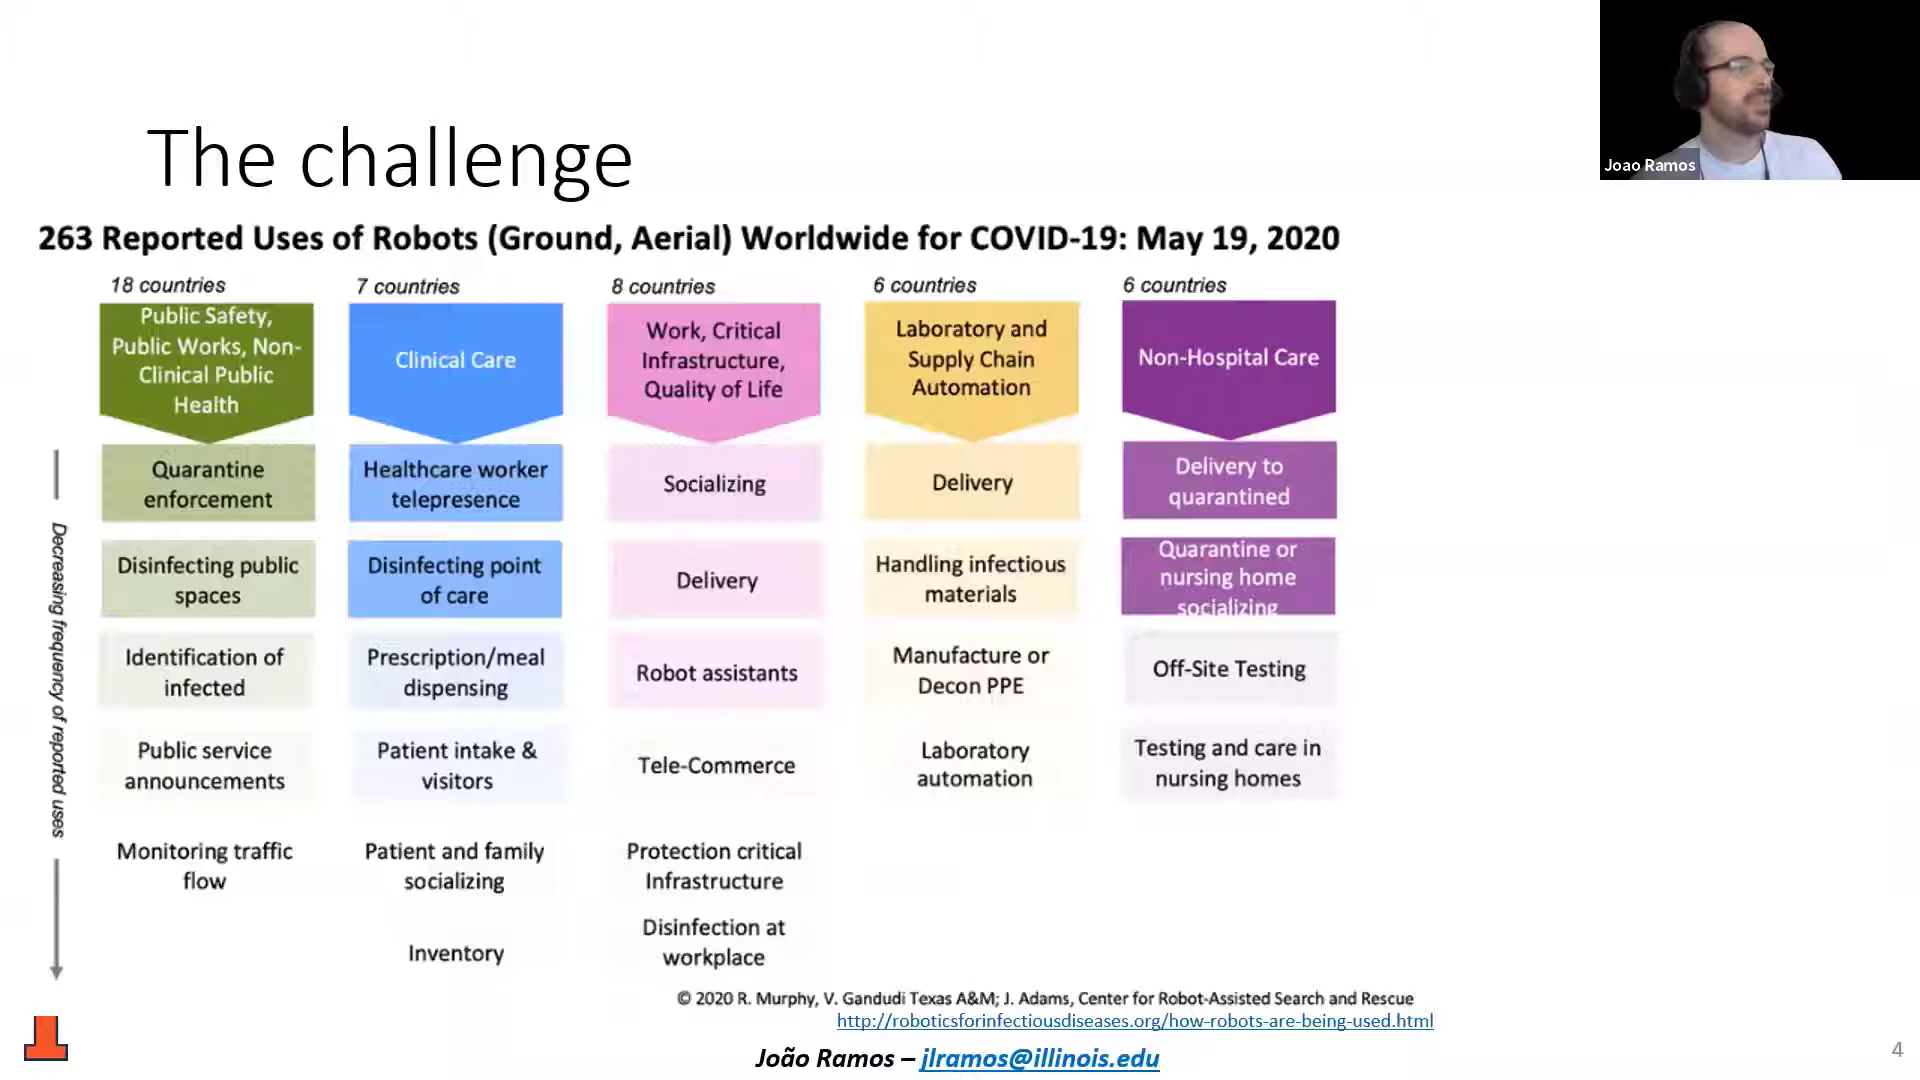 The challenge
Joao Ramos
263 Reported Uses of Robots (Ground, Aerial) Worldwide for COVID-19: May 19, 2020
18 countries
Public Safety,
Public Works, Non-
Clinical Public
Health
Quarantine
enforcement
Disinfecting public
spaces
Identification of
infected
Public service
announcements
Monitoring traffic
flow
7 countries
Clinical Care
Healthcare worker
telepresence
Disinfecting point
of care
Prescription/meal
dispensing
Patient intake &
visitors
Patient and family
socializing
Inventory
8 countries
Work, Critical
Infrastructure,
Quality of Life
Socializing
Delivery
Robot assistants
Tele-Commerce
Protection critical
Infrastructure
Disinfection at
workplace
6 countries
Laboratory and
Supply Chain
Automation
Delivery
Handling infectious
materials
Manufacture or
Decon PPE
Laboratory
automation
6 countries
Non-Hospital Care
Delivery to
quarantined
Quarantine or
nursing home
socializing
Off-Site Testing
Testing and care in
nursing homes
Decreasing frequency of reported uses
© 2020 R. Murphy, V. Gandudi Texas A&M; J. Adams, Center for Robot-Assisted Search and Rescue
http://roboticsforinfectiousdiseases.org/how-robots-are-being-used.html
João Ramos – jlramos@illinois.edu
4